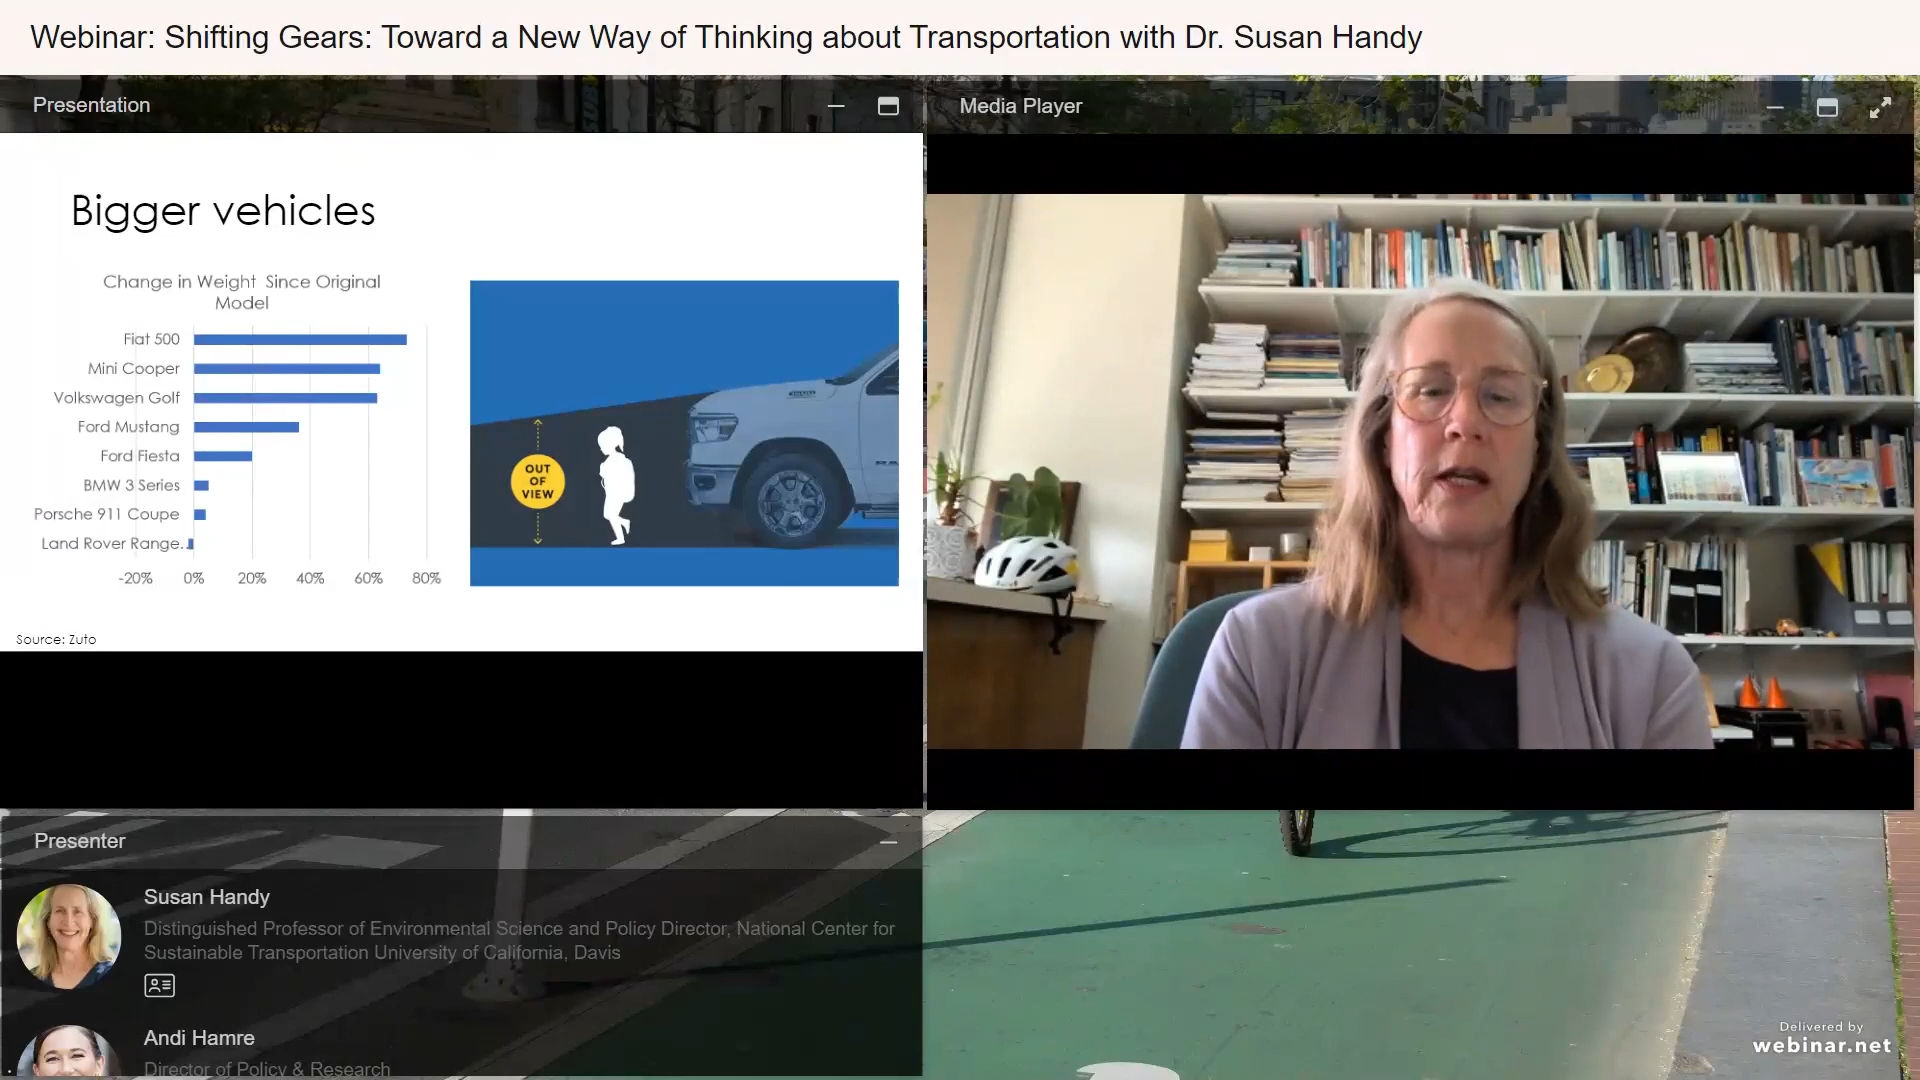 Webinar: Shifting Gears: Toward a New Way of Thinking about Transportation with Dr. Susan Handy
Presentation
Media Player
Bigger vehicles
Change in Weight Since Original
Model
Fiat 500
Mini Cooper
Volkswagen Golf
Ford Mustang
Ford Fiesta
BMW 3 Series
Porsche 911 Coupe
Land Rover Range..
-20% 0% 20% 40% 60% 80%
OUT
OF
VIEW
Source: Zuto
Presenter
Susan Handy
Distinguished Professor of Environmental Science and Policy Director, National Center for
Sustainable Transportation University of California, Davis
Andi Hamre
Director of Policy & Research
Delivered by
webinar.net